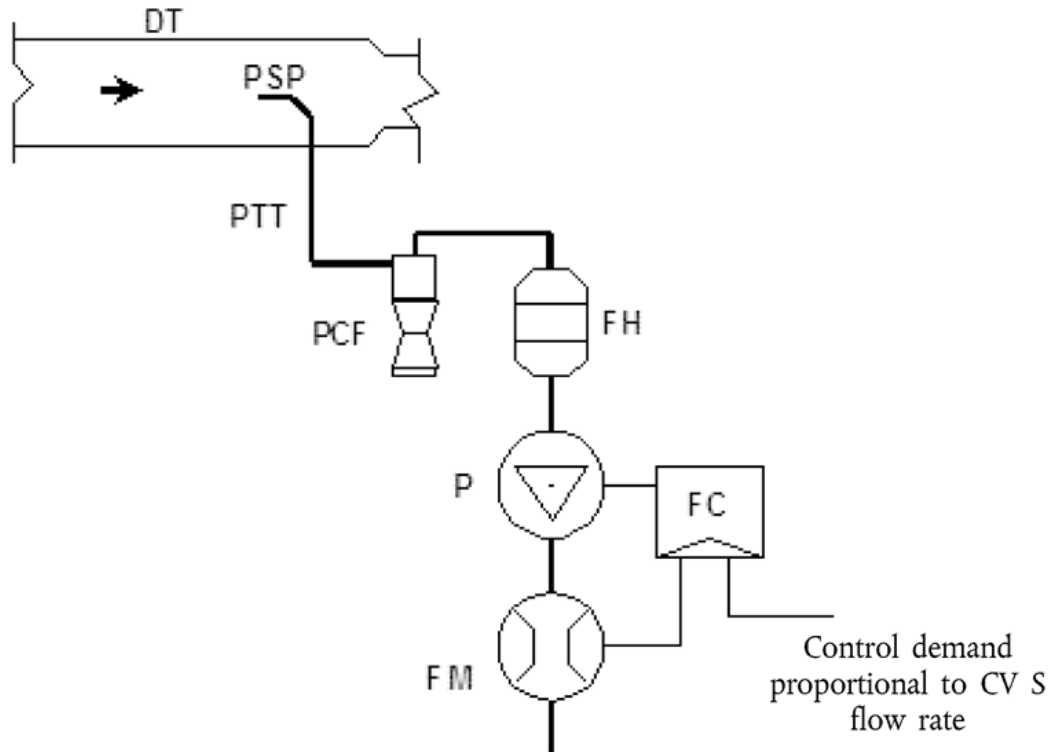 DT
PSP
PTT
PCF
FH
P
FC
FM
Control demand
proportional to CV S
flow rate